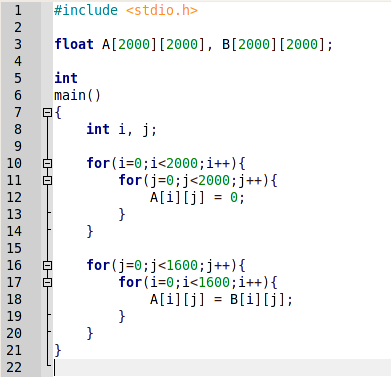 1 #include <stdio.h>
2
3 float A[2000][2000], B[2000][2000];
4
5 int
6 main()
7 {
8     int i, j;
9
10     for(i=0;i<2000;i++){
11         for(j=0;j<2000;j++){
12             A[i][j] = 0;
13         }
14     }
15
16     for(j=0;j<1600;j++){
17         for(i=0;i<1600;i++){
18             A[i][j] = B[i][j];
19         }
20     }
21 }
22